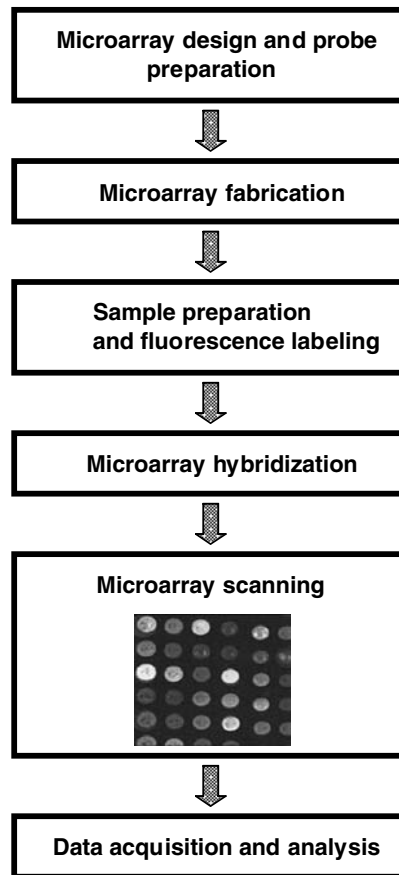 Microarray design and probe
preparation
Microarray fabrication
Sample preparation
and fluorescence labeling
Microarray hybridization
Microarray scanning
Data acquisition and analysis